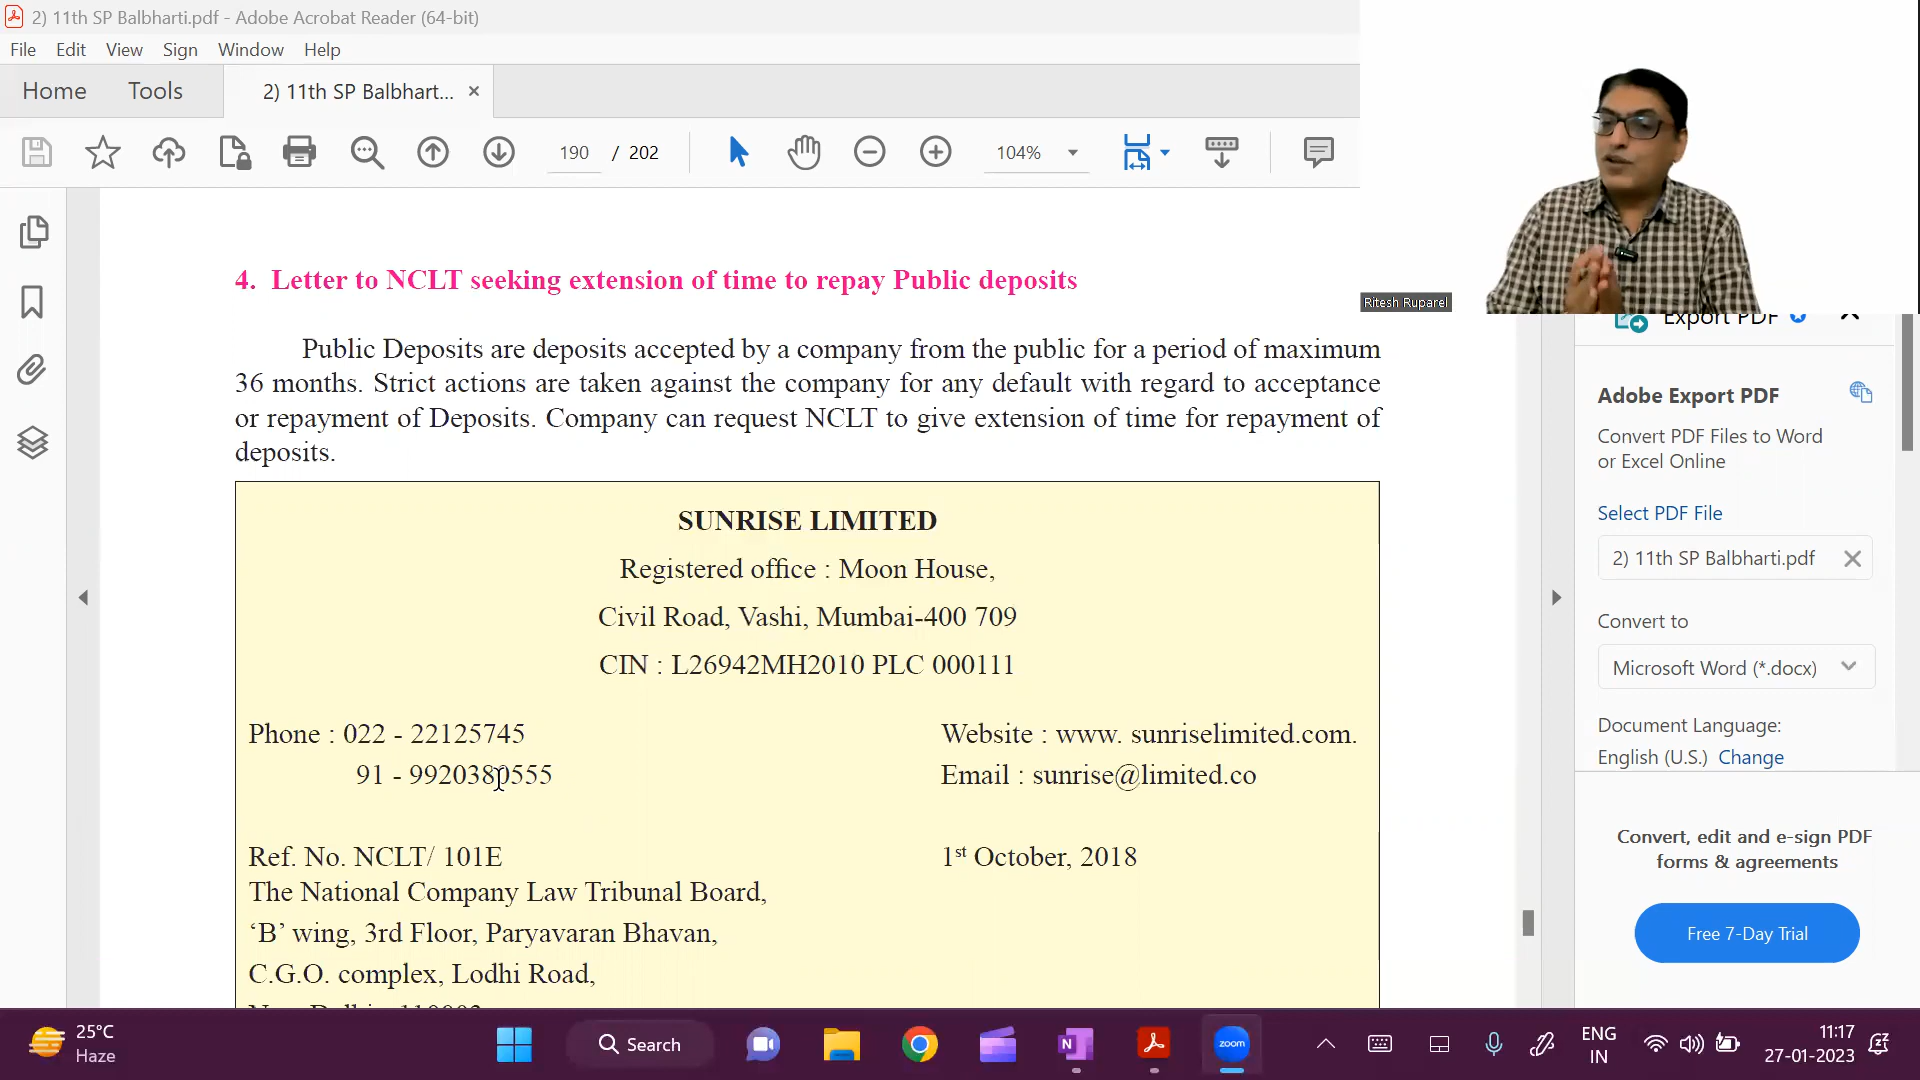 2) 11th SP Balbharti.pdf - Adobe Acrobat Reader (64-bit)
File Edit View Sign Window Help
Home Tools 2) 11th SP Balbhart... ×
190 / 202 104%
Ritesh Ruparel
4. Letter to NCLT seeking extension of time to repay Public deposits
Public Deposits are deposits accepted by a company from the public for a period of maximum
36 months. Strict actions are taken against the company for any default with regard to acceptance
or repayment of Deposits. Company can request NCLT to give extension of time for repayment of
deposits.
SUNRISE LIMITED
Registered office : Moon House,
Civil Road, Vashi, Mumbai-400 709
CIN : L26942MH2010 PLC 000111
Phone : 022 - 22125745 Website : www. sunriselimited.com.
91 - 9920380555 Email : sunrise@limited.co
Ref. No. NCLT/ 101E 1st October, 2018
The National Company Law Tribunal Board,
‘B’ wing, 3rd Floor, Paryavaran Bhavan,
C.G.O. complex, Lodhi Road,
Export PDF
Adobe Export PDF
Convert PDF Files to Word
or Excel Online
Select PDF File
2) 11th SP Balbharti.pdf
Convert to
Microsoft Word (*.docx)
Document Language:
English (U.S.) Change
Convert, edit and e-sign PDF
forms & agreements
Free 7-Day Trial
25°C
Haze
Search
zoom
ENG
IN
11:17
27-01-2023